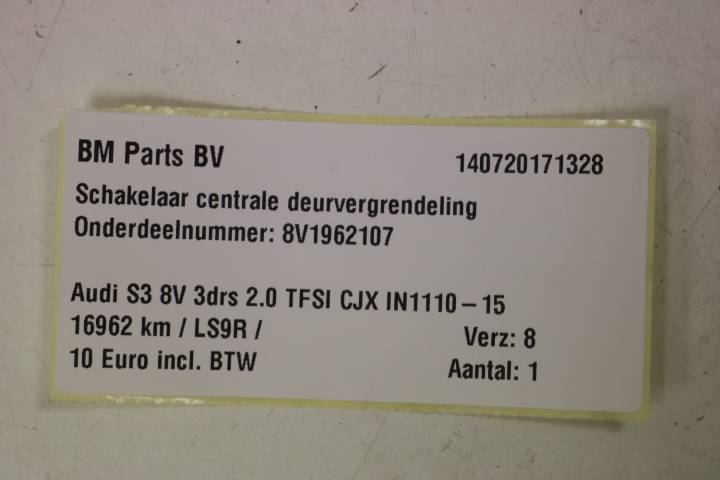 BM Parts BV 140720171328
Schakelaar centrale deurvergrendeling
Onderdeelnummer: 8V1962107
Audi S3 8V 3drs 2.0 TFSI CJX IN1110-15
16962 km / LS9R / Verz: 8
10 Euro incl. BTW Aantal: 1